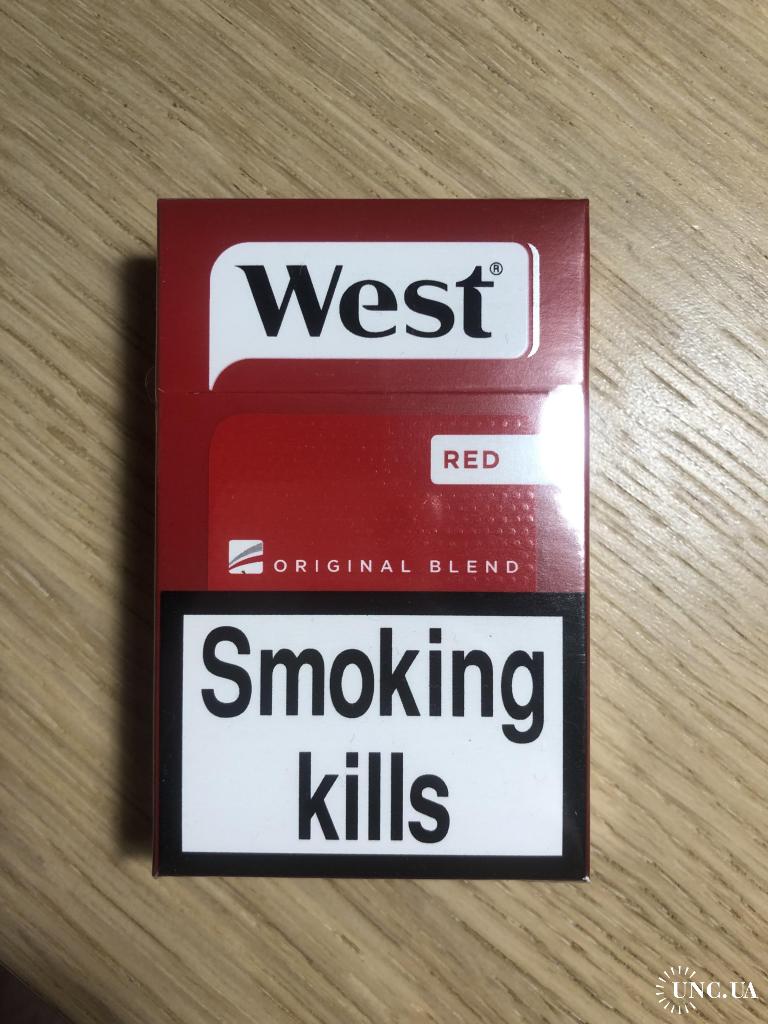 West®
RED
ORIGINAL BLEND
Smoking
kills
UNC.UA